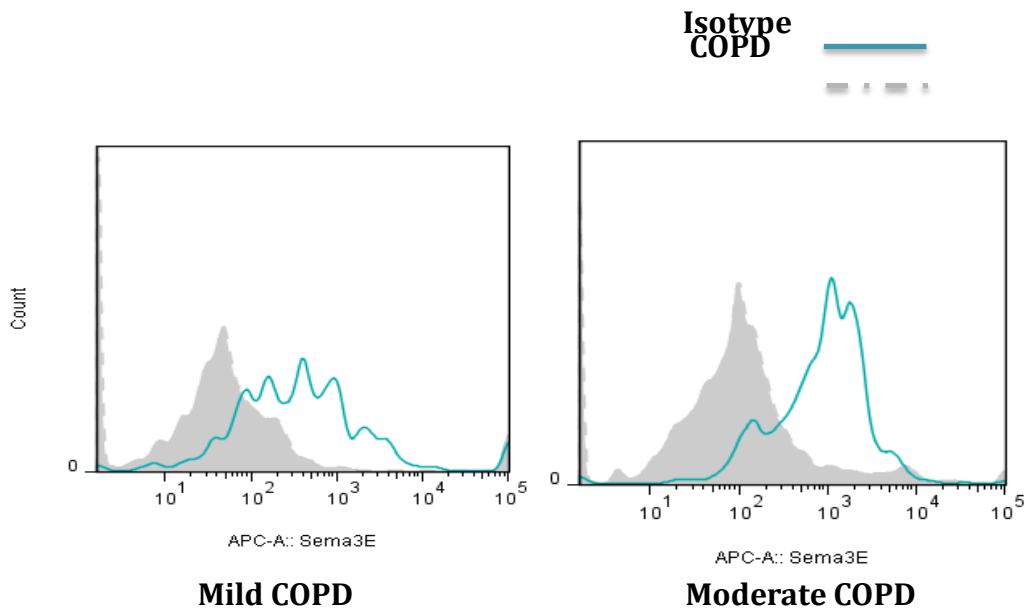 Isotype
COPD
Count
0
10^1 10^2 10^3 10^4 10^5
APC-A:: Sema3E
Mild COPD
0
10^1 10^2 10^3 10^4 10^5
APC-A:: Sema3E
Moderate COPD